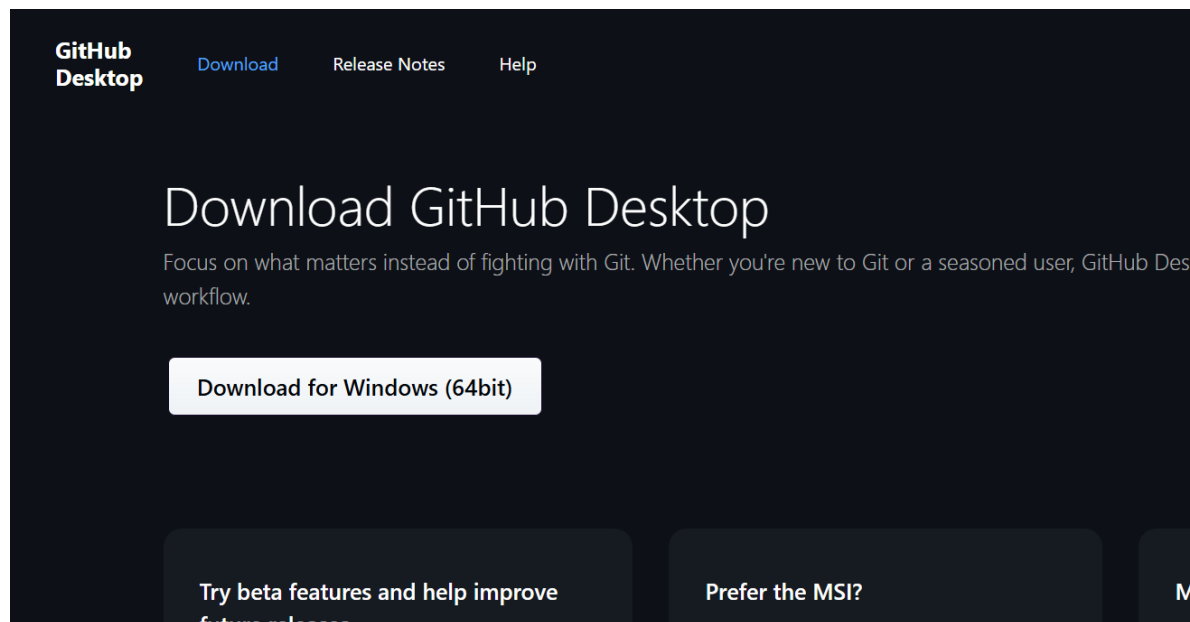 GitHub
Desktop
Download
Release Notes
Help
Download GitHub Desktop
Focus on what matters instead of fighting with Git. Whether you're new to Git or a seasoned user, GitHub Des
workflow.
Download for Windows (64bit)
Try beta features and help improve
future releases
Prefer the MSI?
M